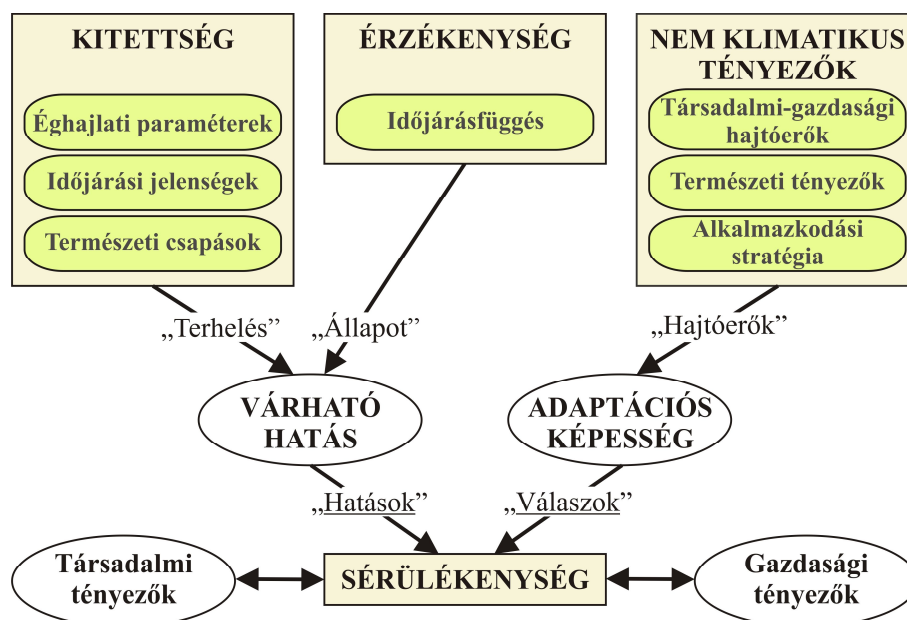 KITETTSÉG
Éghajlati paraméterek
Időjárási jelenségek
Természeti csapások
ÉRZÉKENYSÉG
Időjárásfüggés
NEM KLIMATIKUS
TÉNYEZŐK
Társadalmi-gazdasági
hajtóerők
Természeti tényezők
Alkalmazkodási
stratégia
„Terhelés”
„Állapot”
„Hajtóerők”
VÁRHATÓ
HATÁS
ADAPTÁCIÓS
KÉPESSÉG
„Hatások”
„Válaszok”
Társadalmi
tényezők
SÉRÜLÉKENYSÉG
Gazdasági
tényezők